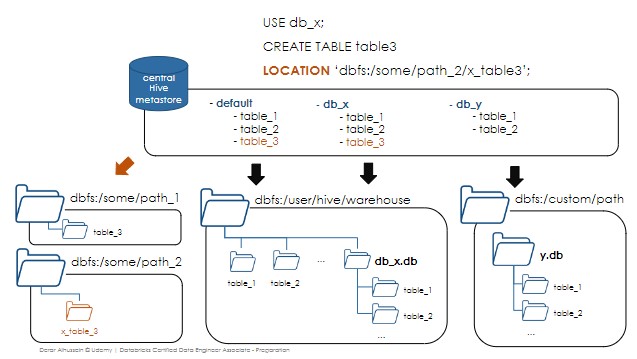 USE db_x;
CREATE TABLE table3
LOCATION ‘dbfs:/some/path_2/x_table3’;
central
Hive
metastore
- default
- table_1
- table_2
- table_3
- db_x
- table_1
- table_2
- table_3
- db_y
- table_1
- table_2
dbfs:/some/path_1
table_3
dbfs:/some/path_2
x_table_3
dbfs:/user/hive/warehouse
table_1
table_2
...
db_x.db
table_1
table_2
...
dbfs:/custom/path
y.db
table_1
table_2
...
Derar Alhussein © Udemy | Databricks Certified Data Engineer Associate - Preparation